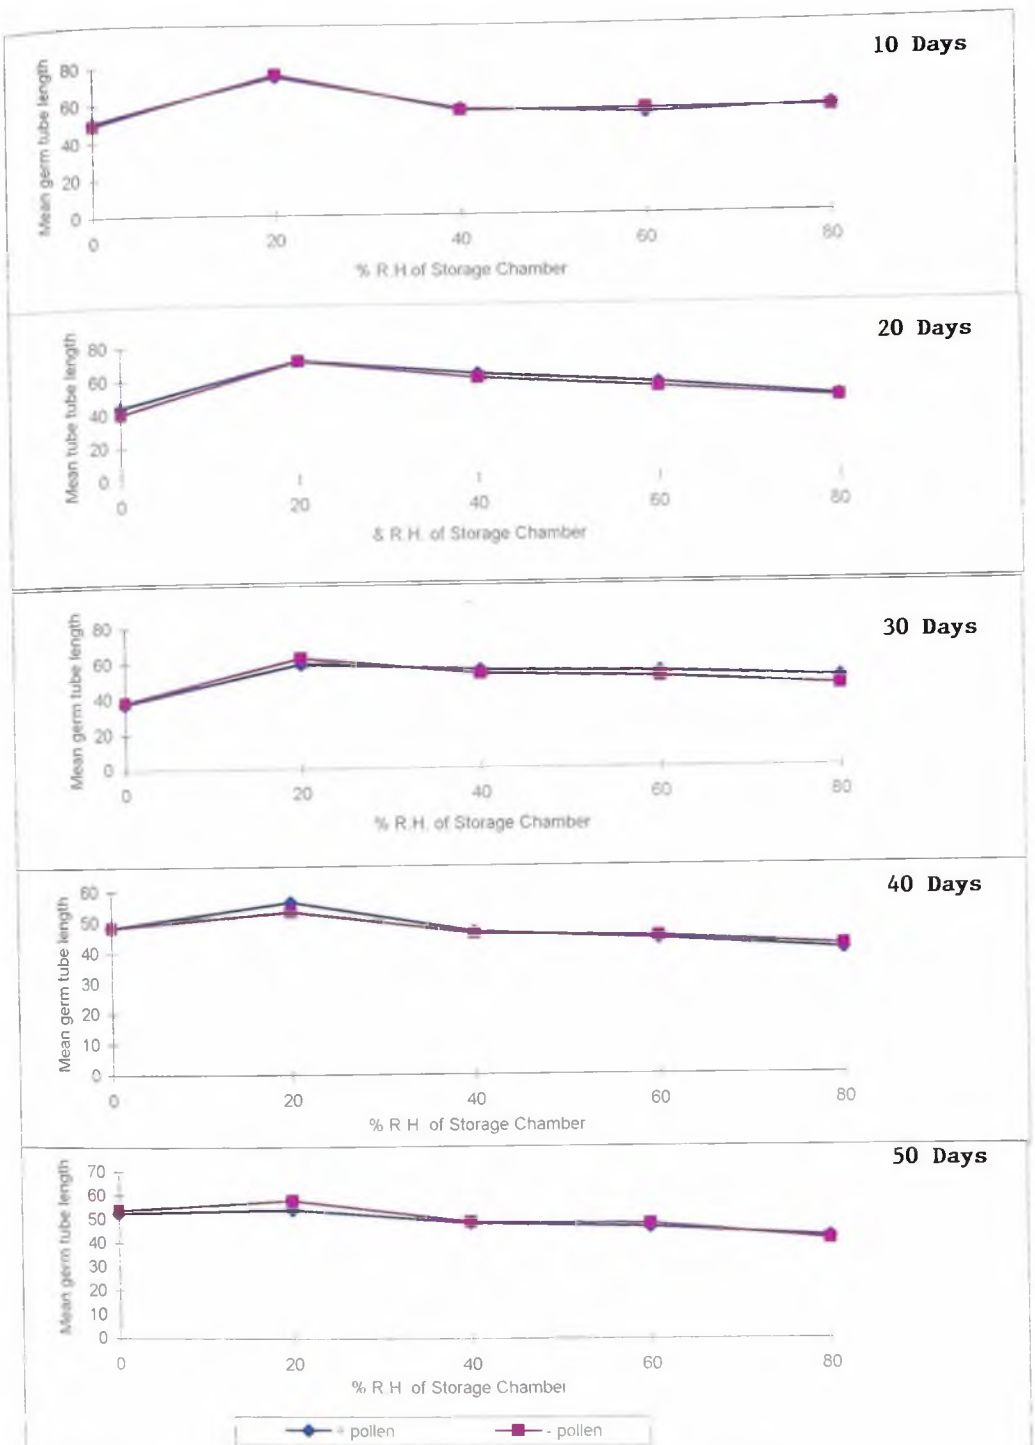 10 Days
Mean germ tube length
80
60
40
20
0
0 20 40 60 80
% R.H of Storage Chamber
20 Days
Mean tube tube length
80
60
40
20
0
0 20 40 60 80
& R.H. of Storage Chamber
30 Days
Mean germ tube length
80
60
40
20
0
0 20 40 60 80
% R.H. of Storage Chamber
40 Days
Mean germ tube length
60
50
40
30
20
10
0
0 20 40 60 80
% R H of Storage Chamber
50 Days
Mean germ tube length
70
60
50
40
30
20
10
0
0 20 40 60 80
% R H of Storage Chamber
+ pollen - pollen